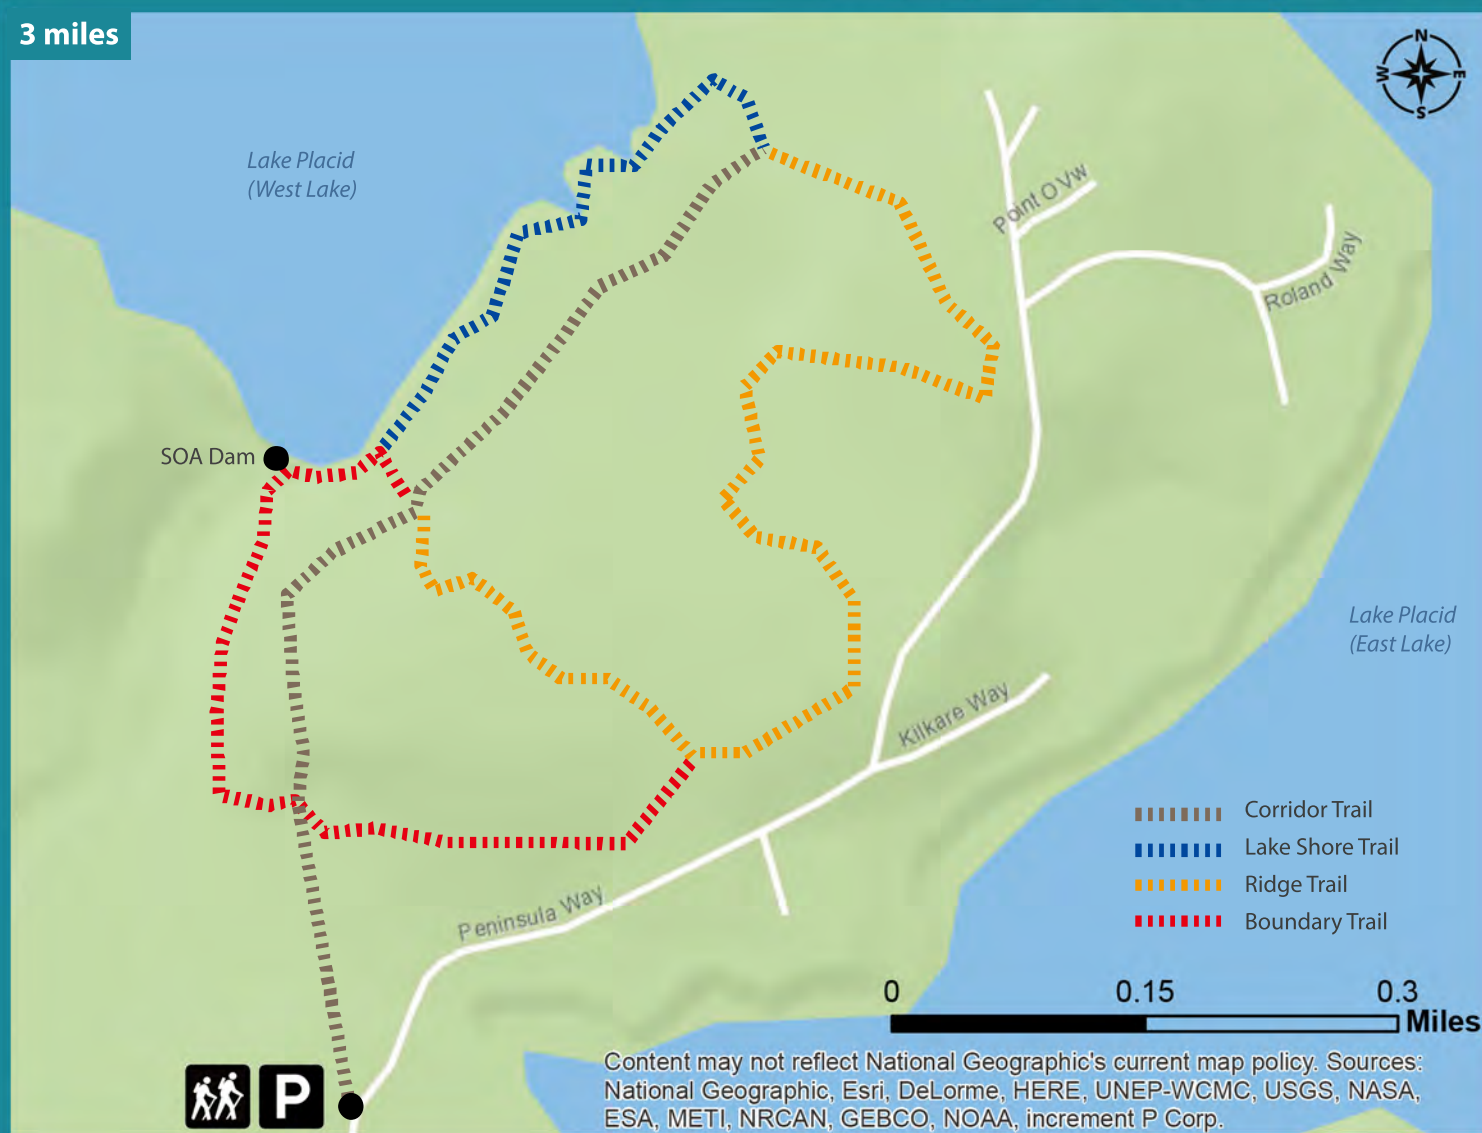 3 miles
N
W
E
S
Lake Placid
(West Lake)
Point O Vw
Roland Way
SOA Dam
Lake Placid
(East Lake)
Kilkare Way
Peninsula Way
Corridor Trail
Lake Shore Trail
Ridge Trail
Boundary Trail
0 0.15 0.3
Miles
P
Content may not reflect National Geographic's current map policy. Sources:
National Geographic, Esri, DeLorme, HERE, UNEP-WCMC, USGS, NASA,
ESA, METI, NRCAN, GEBCO, NOAA, increment P Corp.